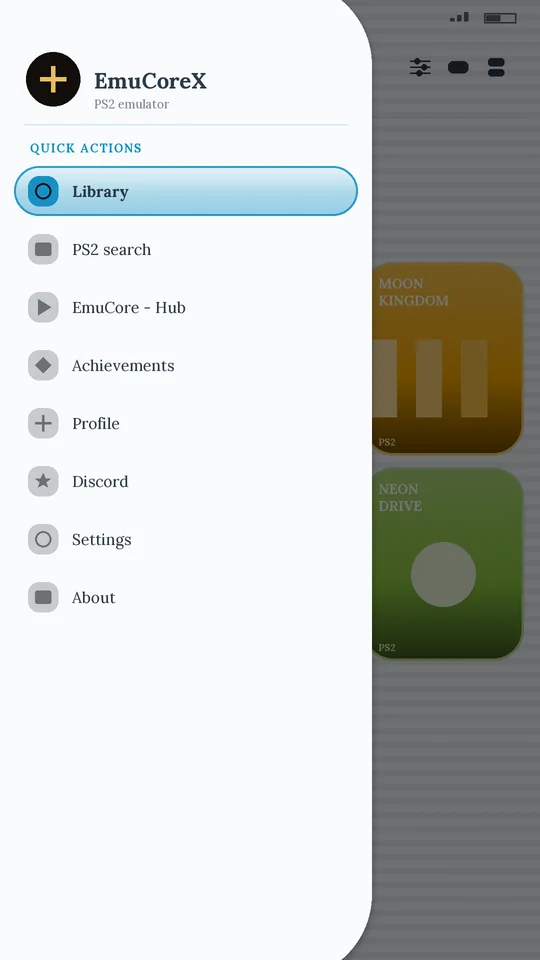 EmuCoreX
PS2 emulator
QUICK ACTIONS
Library
PS2 search
EmuCore - Hub
Achievements
Profile
Discord
Settings
About
MOON
KINGDOM
PS2
NEON
DRIVE
PS2